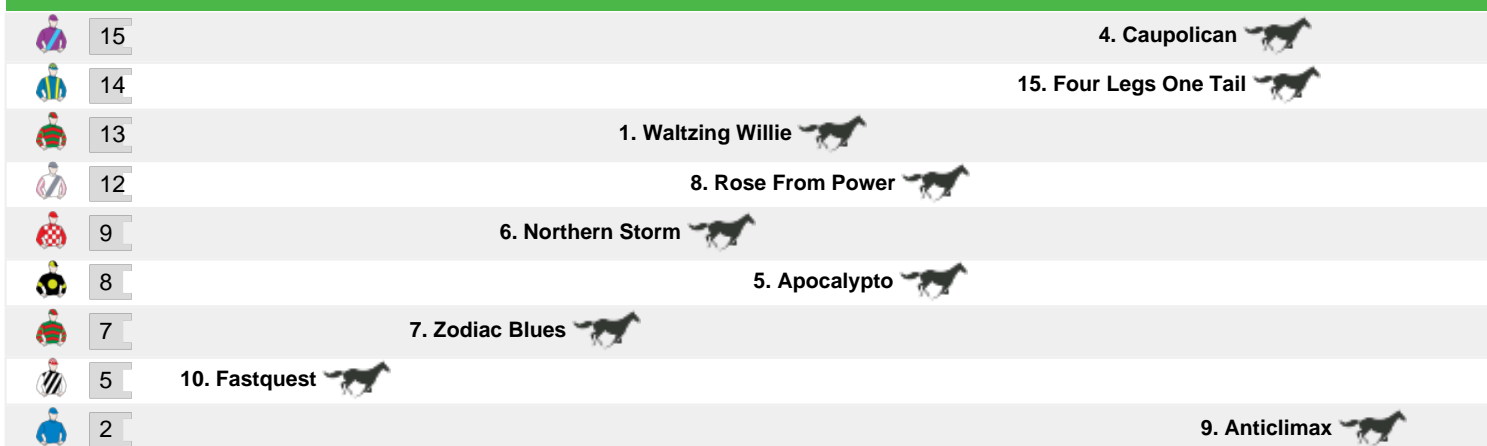 15 4. Caupolican
14 15. Four Legs One Tail
13 1. Waltzing Willie
12 8. Rose From Power
9 6. Northern Storm
8 5. Apocalypto
7 7. Zodiac Blues
5 10. Fastquest
2 9. Anticlimax